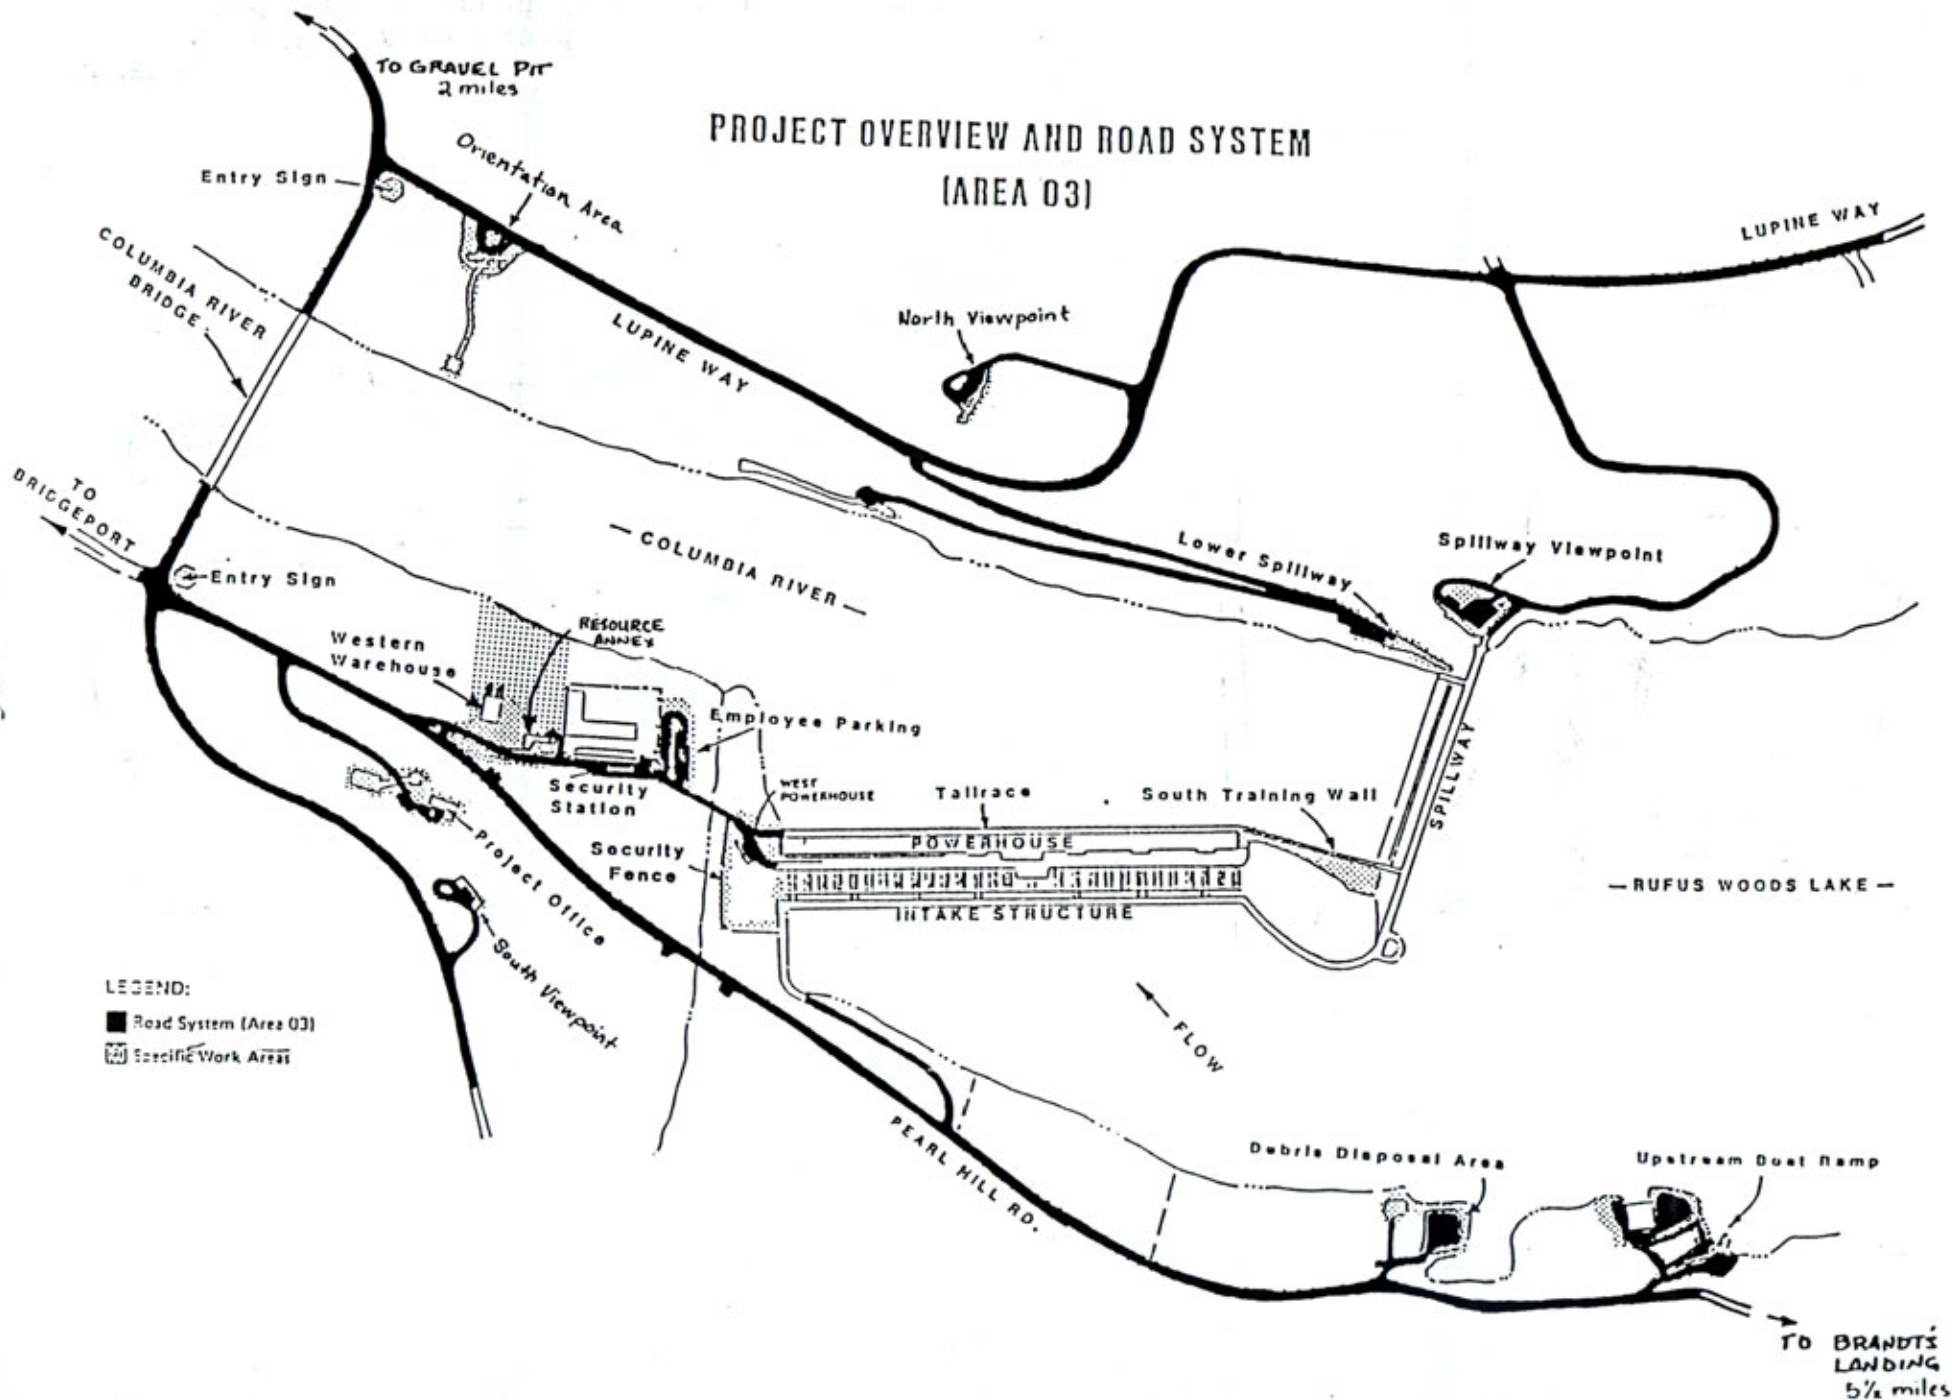 TO GRAVEL PIT
2 miles
PROJECT OVERVIEW AND ROAD SYSTEM
(AREA 03)
Orientation Area
Entry Sign
LUPINE WAY
COLUMBIA RIVER
BRIDGE
North Viewpoint
LUPINE WAY
TO
BRIDGEPORT
COLUMBIA RIVER
Lower Spillway
Spillway Viewpoint
Entry Sign
Western
Warehouse
RESOURCE
ANNEX
Employee Parking
SPILLWAY
Security
Station
WEST
POWERHOUSE
Tailrace
South Training Wall
POWERHOUSE
Security
Fence
Project Office
INTAKE STRUCTURE
RUFUS WOODS LAKE
South Viewpoint
LEGEND:
Road System (Area 03)
Specific Work Areas
FLOW
PEARL HILL RD.
Debris Disposal Area
Upstream Boat Ramp
TO BRANDT'S
LANDING
5½ miles